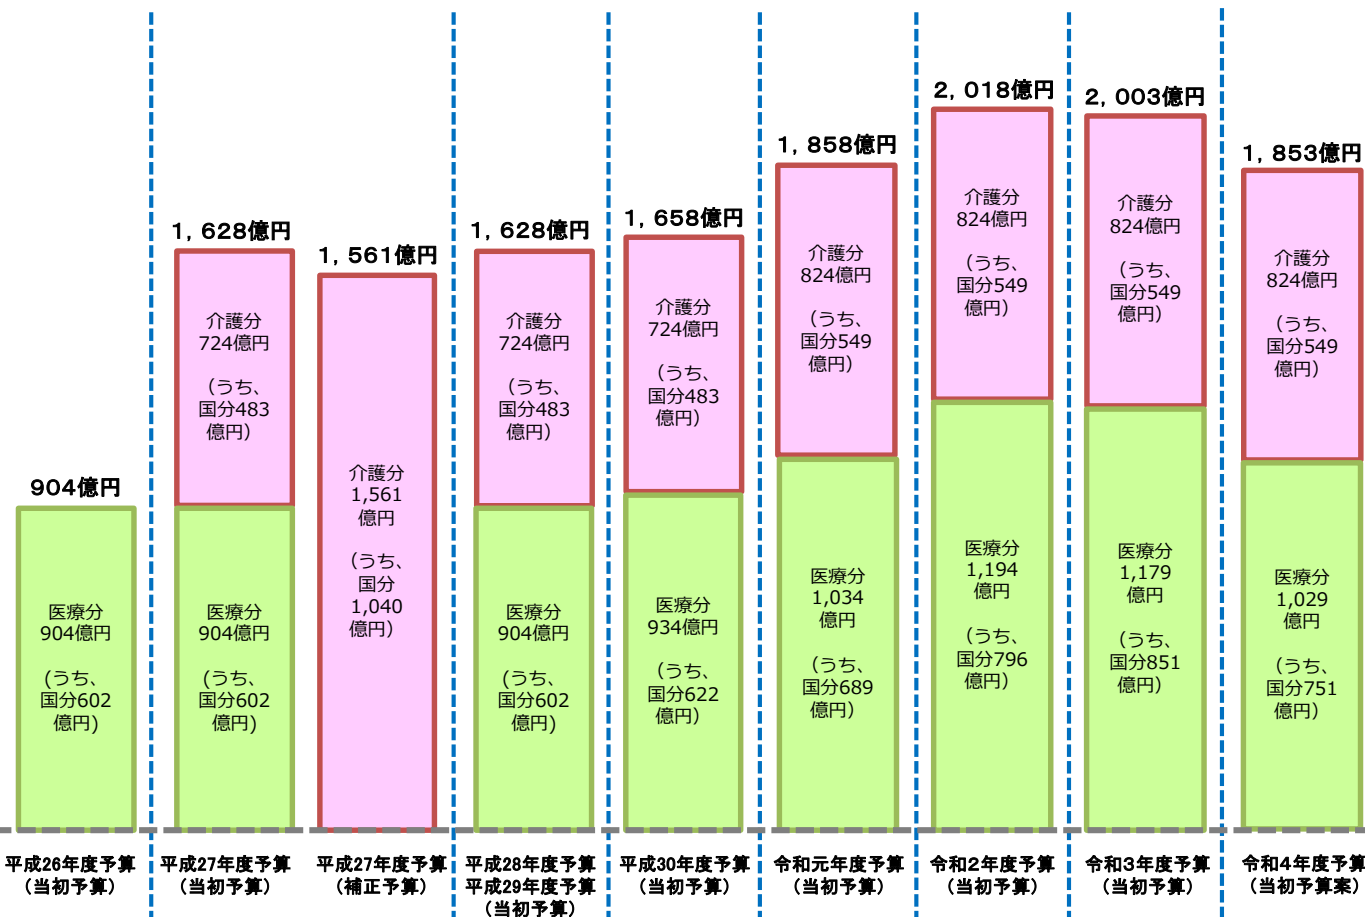 904億円
医療分
904億円
(うち、
国分602
億円)
平成26年度予算
(当初予算)
1,628億円
介護分
724億円
(うち、
国分483
億円)
医療分
904億円
(うち、
国分602
億円)
平成27年度予算
(当初予算)
1,561億円
介護分
1,561
億円
(うち、
国分
1,040
億円)
平成27年度予算
(補正予算)
1,628億円
介護分
724億円
(うち、
国分483
億円)
医療分
904億円
(うち、
国分602
億円)
平成28年度予算
平成29年度予算
(当初予算)
1,658億円
介護分
724億円
(うち、
国分483
億円)
医療分
934億円
(うち、
国分622
億円)
平成30年度予算
(当初予算)
1,858億円
介護分
824億円
(うち、
国分549
億円)
医療分
1,034
億円
(うち、
国分689
億円)
令和元年度予算
(当初予算)
2,018億円
介護分
824億円
(うち、
国分549
億円)
医療分
1,194
億円
(うち、
国分796
億円)
令和2年度予算
(当初予算)
2,003億円
介護分
824億円
(うち、
国分549
億円)
医療分
1,179
億円
(うち、
国分851
億円)
令和3年度予算
(当初予算)
1,853億円
介護分
824億円
(うち、
国分549
億円)
医療分
1,029
億円
(うち、
国分751
億円)
令和4年度予算
(当初予算案)